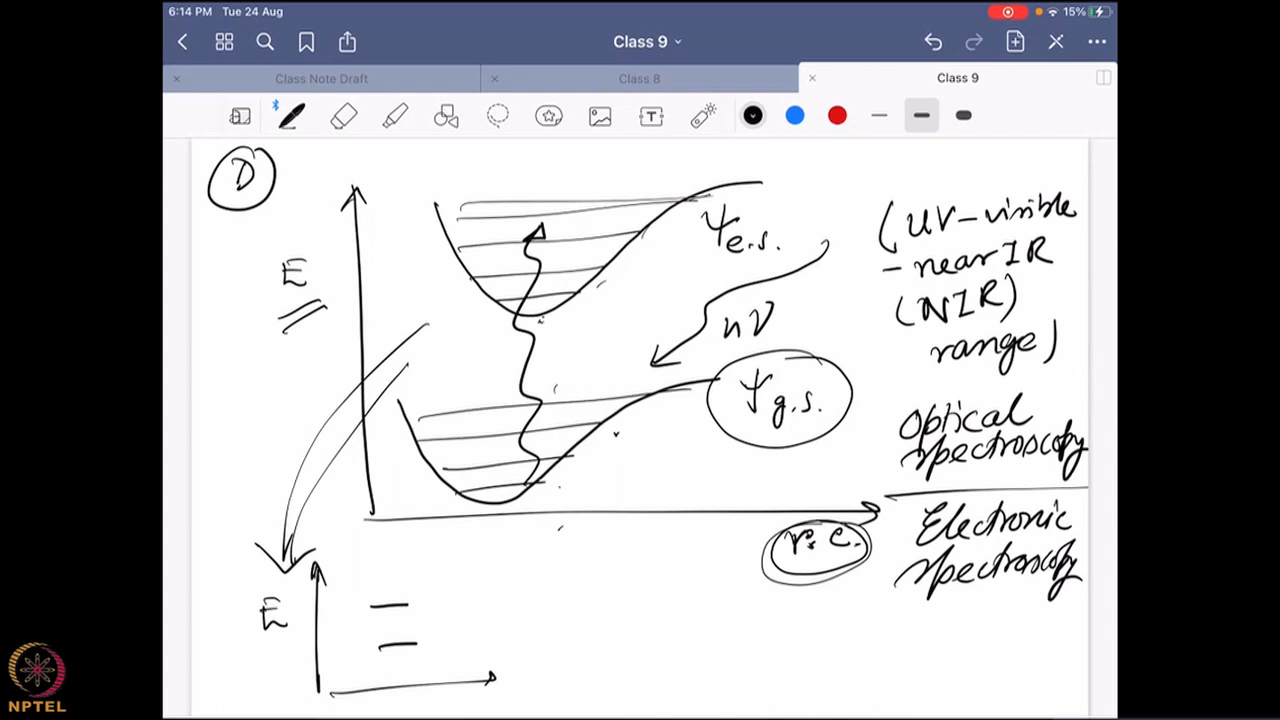 6:14 PM Tue 24 Aug
15%
Class 9
Class Note Draft
Class 8
Class 9
D
E
Ψe.s.
hν
Ψg.s.
(UV-visible
- near IR
(NIR)
range)
Optical
spectroscopy
r.c.
Electronic
spectroscopy
E
NPTEL